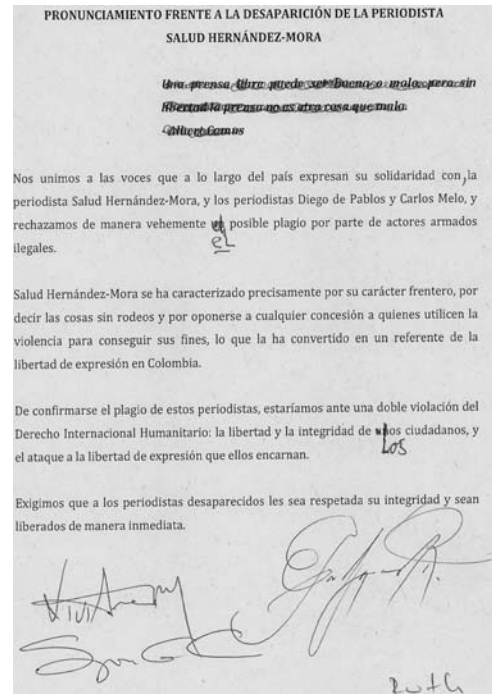 PRONUNCIAMIENTO FRENTE A LA DESAPARICIÓN DE LA PERIODISTA
SALUD HERNÁNDEZ-MORA
Una prensa libre puede ser buena o mala, pero sin
libertad la prensa no es otra cosa que mala.
Albert Camus
Nos unimos a las voces que a lo largo del país expresan su solidaridad con, la
periodista Salud Hernández-Mora, y los periodistas Diego de Pablos y Carlos Melo, y
rechazamos de manera vehemente posible plagio por parte de actores armados
el
ilegales.
Salud Hernández-Mora se ha caracterizado precisamente por su carácter frentero, por
decir las cosas sin rodeos y por oponerse a cualquier concesión a quienes utilicen la
violencia para conseguir sus fines, lo que la ha convertido en un referente de la
libertad de expresión en Colombia.
De confirmarse el plagio de estos periodistas, estaríamos ante una doble violación del
Derecho Internacional Humanitario: la libertad y la integridad de ciudadanos, y
Los
el ataque a la libertad de expresión que ellos encarnan.
Exigimos que a los periodistas desaparecidos les sea respetada su integridad y sean
liberados de manera inmediata.